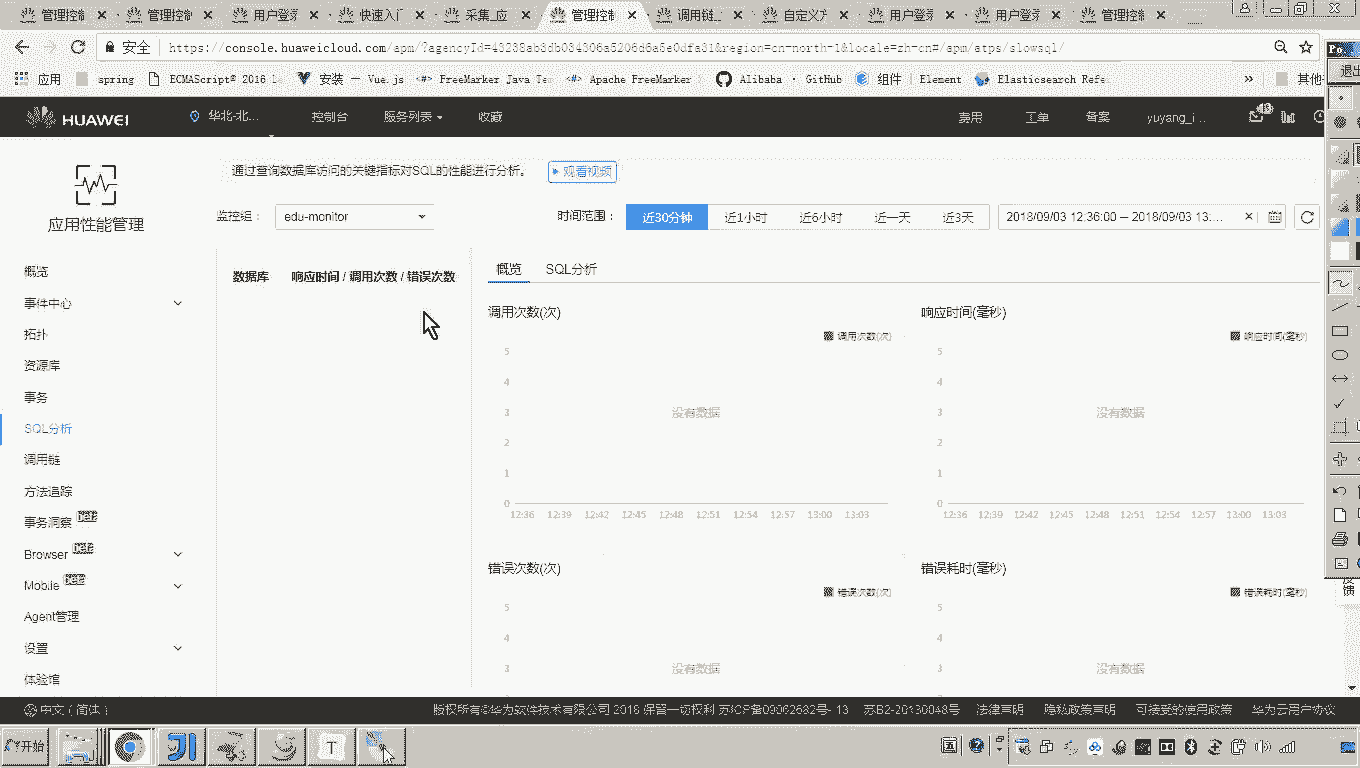 管理控制 管理控制 用户登录 快速入门 采集_应 管理控制 调用链_ 自定义方 用户登录 用户登录 管理控制
安全 https://console.huaweicloud.com/apm/?agencyId=43238ab3db034306a5206d6a5e0dfa31&region=cn-north-1&locale=zh-cn#/apm/atps/slowsql/
应用 spring ECMAScript® 2016 L 安装 — Vue.js FreeMarker Java Te Apache FreeMarker Alibaba · GitHub 组件 | Element Elasticsearch Refe » 其他
退出
HUAWEI 华北-北... 控制台 服务列表 收藏 费用 工单 备案 yuyang_i...
通过查询数据库访问的关键指标对SQL的性能进行分析。 观看视频
应用性能管理
监控组： edu-monitor 时间范围： 近30分钟 近1小时 近6小时 近一天 近3天 2018/09/03 12:36:00 – 2018/09/03 13:...
概览
事件中心
拓扑
资源库
事务
SQL分析
调用链
方法追踪
事务洞察 beta
Browser beta
Mobile beta
Agent管理
设置
体验馆
数据库 响应时间 / 调用次数 / 错误次数
概览 SQL分析
调用次数(次)
调用次数(次)
5
4
3
2
1
0
没有数据
12:36 12:39 12:42 12:45 12:48 12:51 12:54 12:57 13:00 13:03
响应时间(毫秒)
响应时间(毫秒)
5
4
3
2
1
0
没有数据
12:36 12:39 12:42 12:45 12:48 12:51 12:54 12:57 13:00 13:03
错误次数(次)
错误次数(次)
5
4
3
没有数据
错误耗时(毫秒)
错误耗时(毫秒)
5
4
3
没有数据
反馈
中文 ( 简体 ) 版权所有©华为软件技术有限公司 2018 保留一切权利 苏B2-20130048号 法律声明 隐私政策声明 可接受的使用政策 华为云用户协议
开始